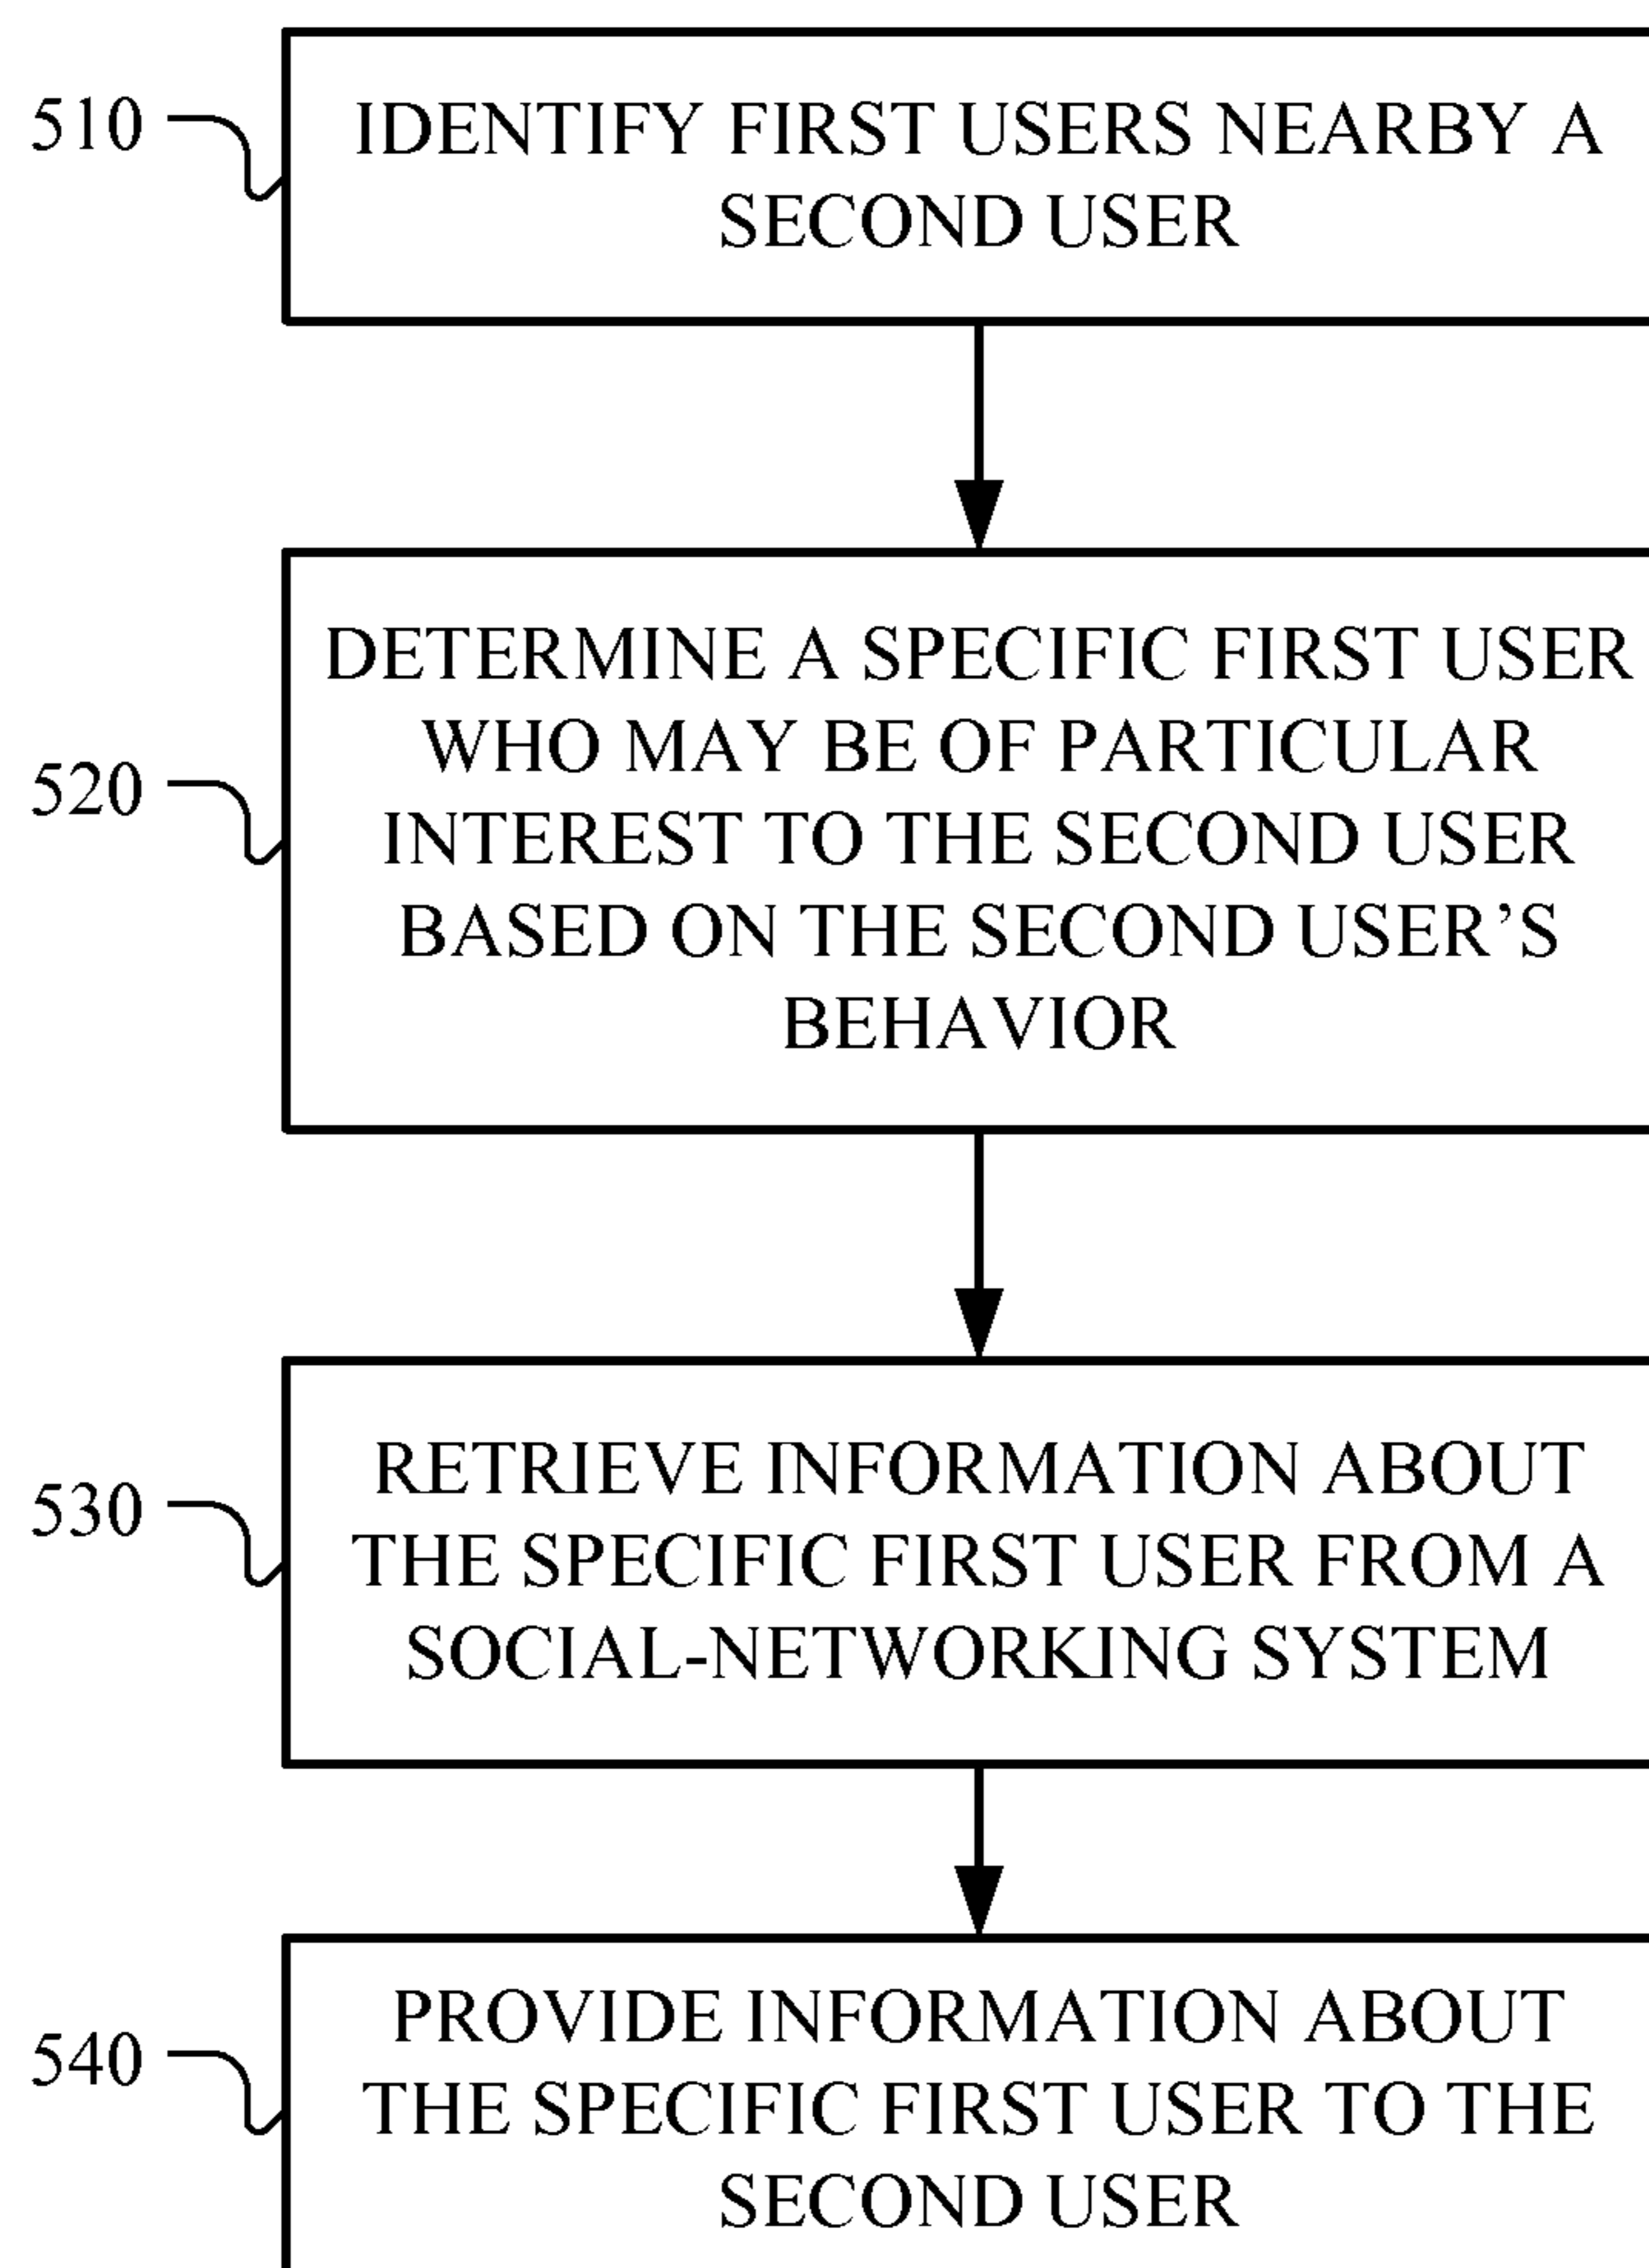 510
IDENTIFY FIRST USERS NEARBY A
SECOND USER
520
DETERMINE A SPECIFIC FIRST USER
WHO MAY BE OF PARTICULAR
INTEREST TO THE SECOND USER
BASED ON THE SECOND USER’S
BEHAVIOR
530
RETRIEVE INFORMATION ABOUT
THE SPECIFIC FIRST USER FROM A
SOCIAL-NETWORKING SYSTEM
540
PROVIDE INFORMATION ABOUT
THE SPECIFIC FIRST USER TO THE
SECOND USER